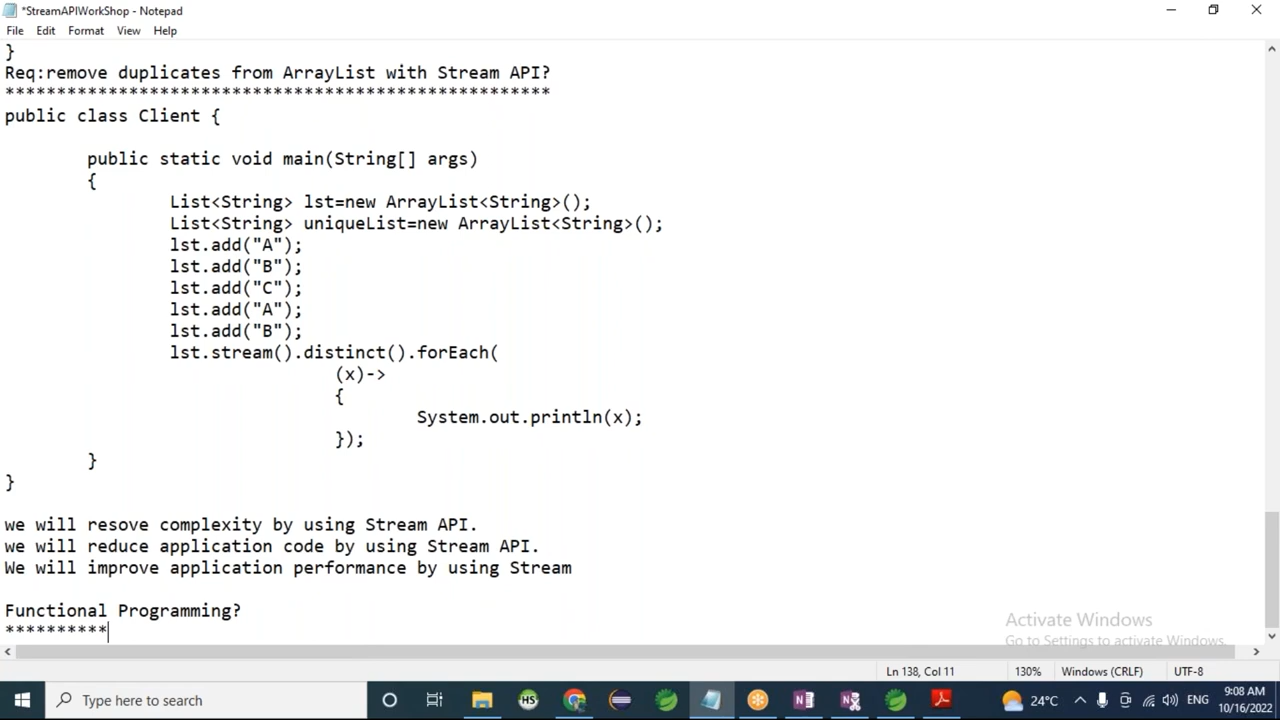 *StreamAPIWorkShop - Notepad
File Edit Format View Help
}
Req:remove duplicates from ArrayList with Stream API?
*****************************************************
public class Client {
public static void main(String[] args)
{
List<String> lst=new ArrayList<String>();
List<String> uniqueList=new ArrayList<String>();
lst.add("A");
lst.add("B");
lst.add("C");
lst.add("A");
lst.add("B");
lst.stream().distinct().forEach(
(x)->
{
System.out.println(x);
});
}
}
we will resove complexity by using Stream API.
we will reduce application code by using Stream API.
We will improve application performance by using Stream
Functional Programming?
**********
Activate Windows
Go to Settings to activate Windows.
Ln 138, Col 11 130% Windows (CRLF) UTF-8
Type here to search HS 24°C ENG 9:08 AM
10/16/2022